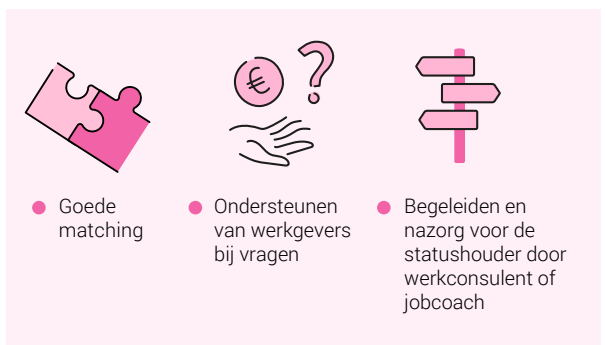 Goede
matching
Ondersteunen
van werkgevers
bij vragen
Begeleiden en
nazorg voor de
statushouder door
werkconsulent of
jobcoach